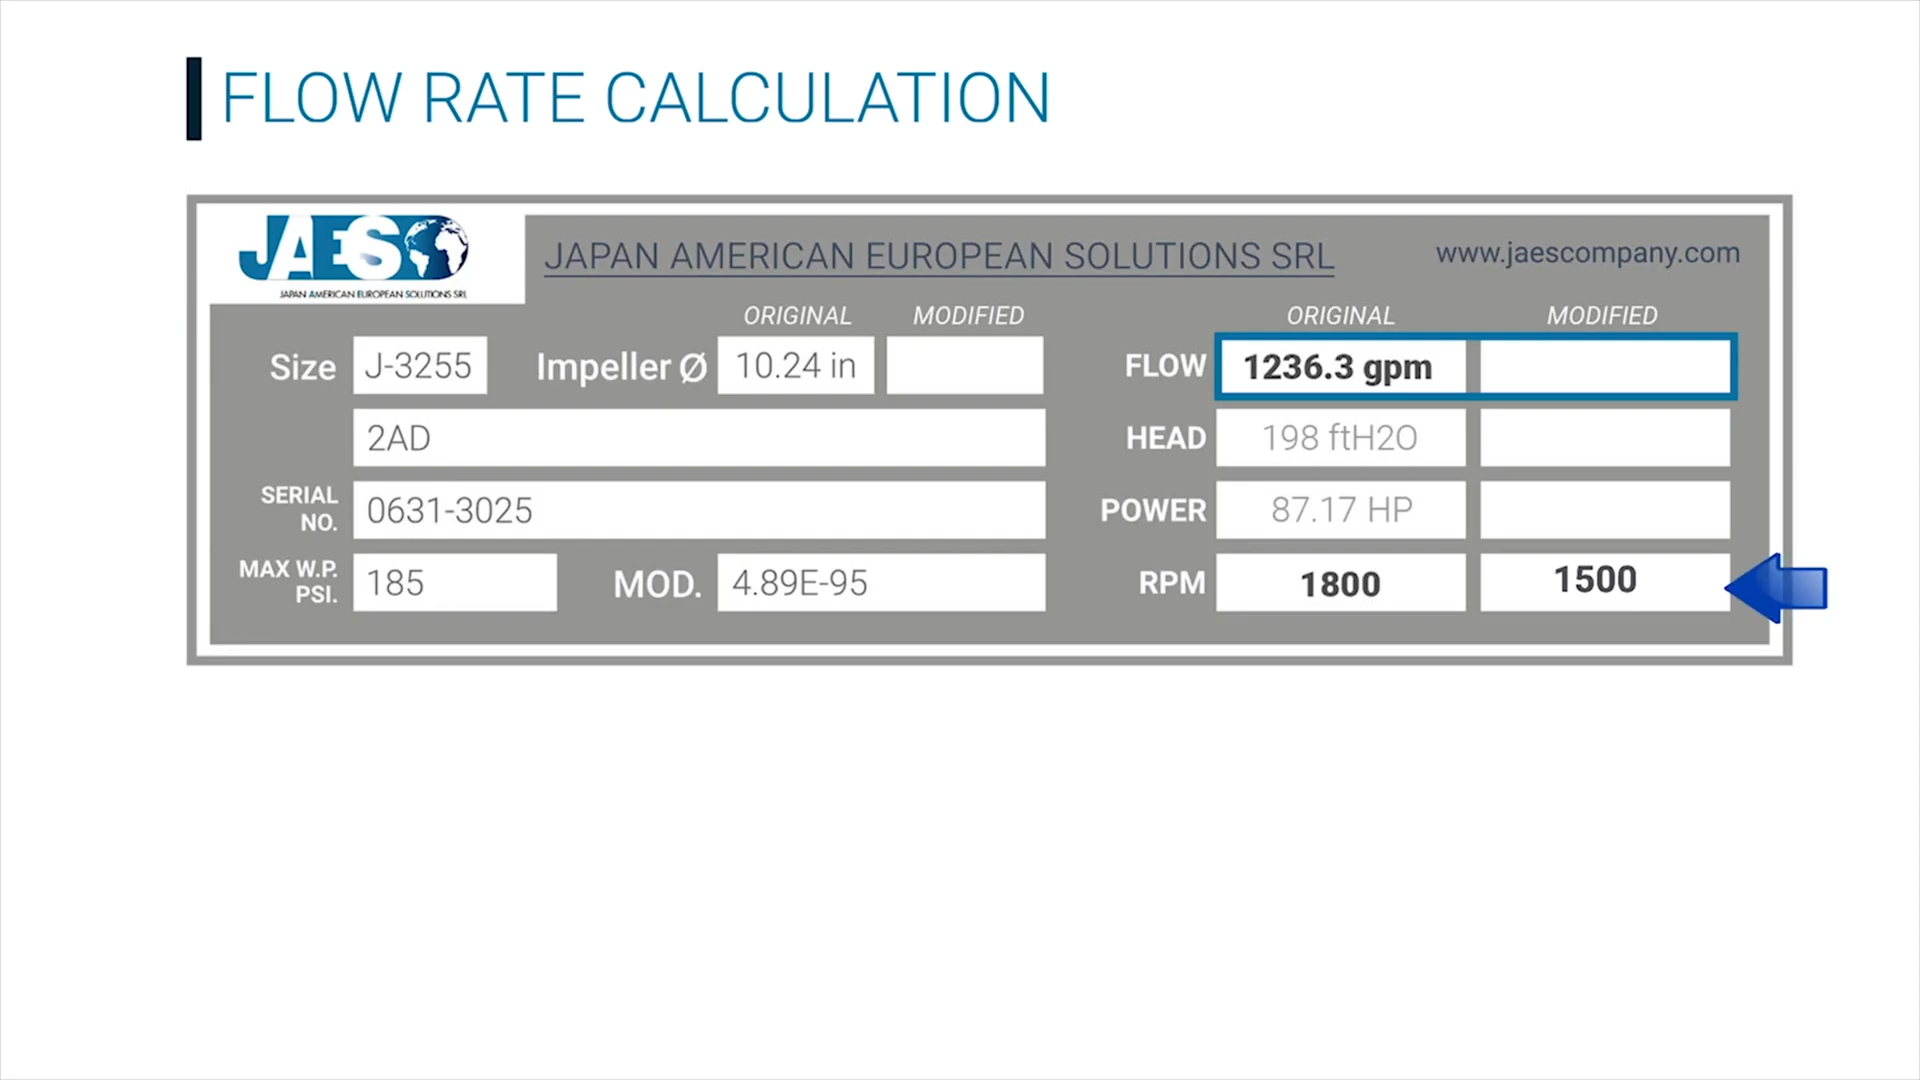 FLOW RATE CALCULATION
JAES
JAPAN AMERICAN EUROPEAN SOLUTIONS SRL
JAPAN AMERICAN EUROPEAN SOLUTIONS SRL
www.jaescompany.com
ORIGINAL MODIFIED ORIGINAL MODIFIED
Size J-3255 Impeller Ø 10.24 in FLOW 1236.3 gpm
2AD HEAD 198 ftH2O
SERIAL NO. 0631-3025 POWER 87.17 HP
MAX W.P. PSI. 185 MOD. 4.89E-95 RPM 1800 1500